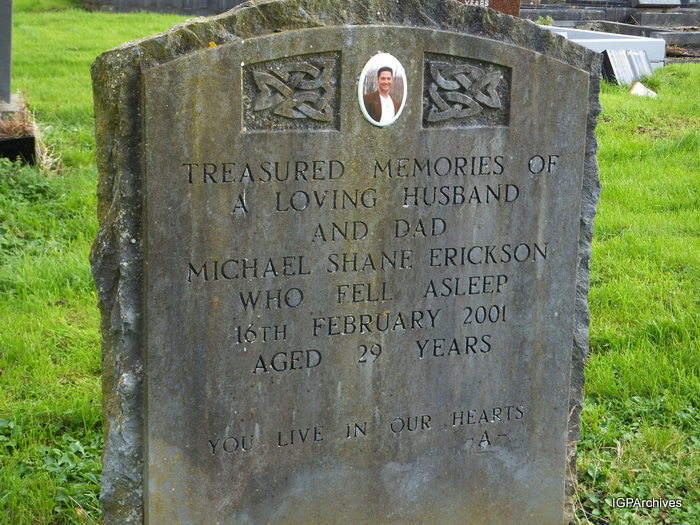 YEARS
TREASURED MEMORIES OF
A LOVING HUSBAND
AND DAD
MICHAEL SHANE ERICKSON
WHO FELL ASLEEP
16TH FEBRUARY 2001
AGED 29 YEARS
YOU LIVE IN OUR HEARTS
-A-
IGPArchives